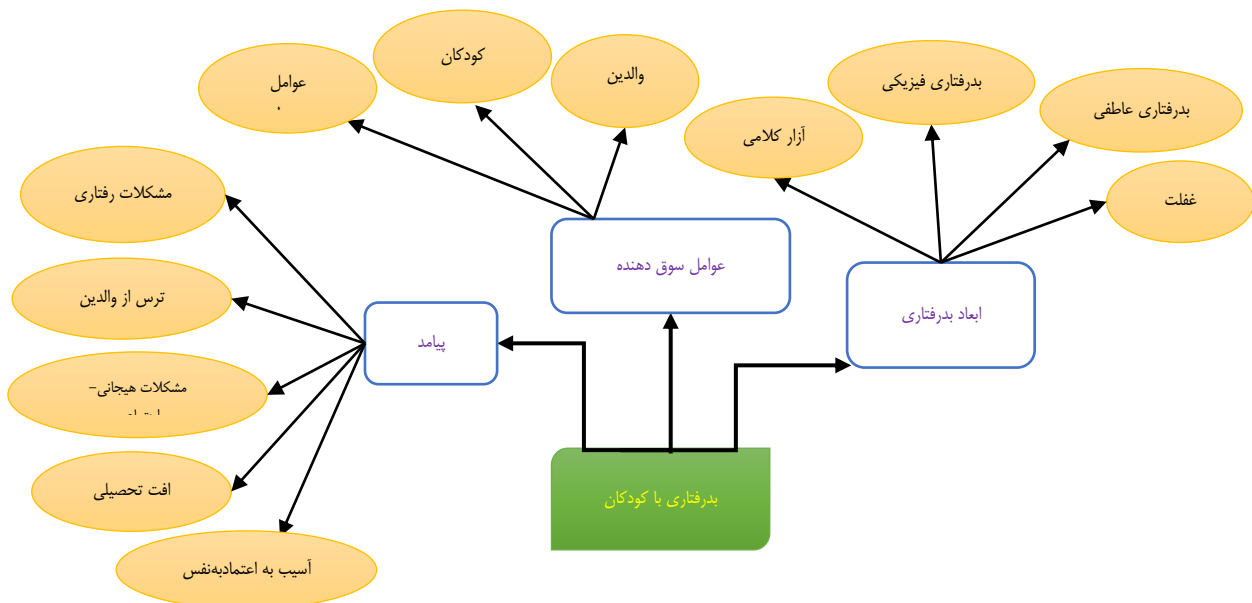 کودکان
والدین
عوامل
بدرفتاری فیزیکی
بدرفتاری عاطفی
آزار کلامی
غفلت
مشکلات رفتاری
عوامل سوق دهنده
ابعاد بدرفتاری
ترس از والدین
پیامد
مشکلات هیجانی-
افت تحصیلی
بدرفتاری با کودکان
آسیب به اعتمادبه‌نفس